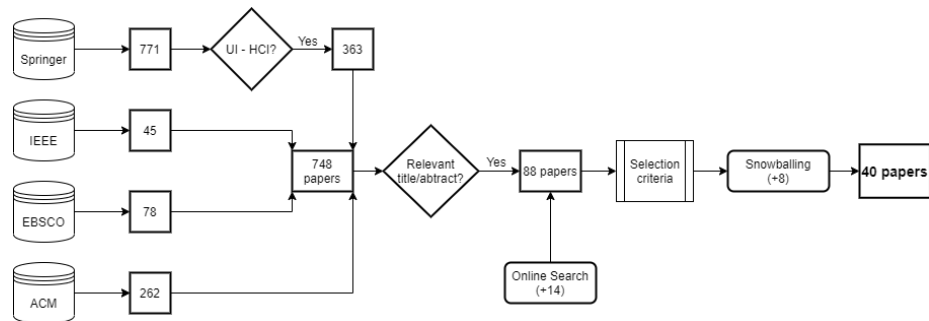 Springer
771
UI - HCI?
Yes
363
IEEE
45
748
papers
Relevant
title/abtract?
Yes
88 papers
Selection
criteria
Snowballing
(+8)
40 papers
EBSCO
78
Online Search
(+14)
ACM
262